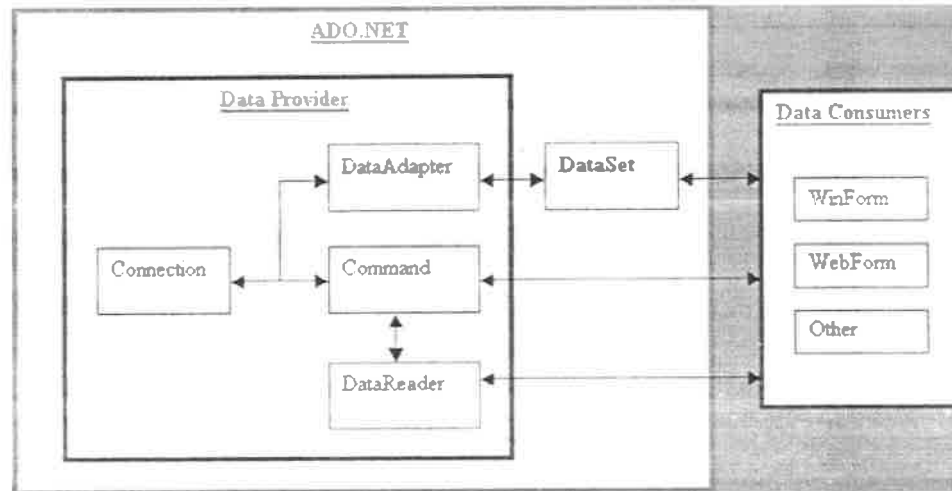 ADO.NET
Data Provider
DataAdapter
DataSet
Connection
Command
DataReader
Data Consumers
WinForm
WebForm
Other